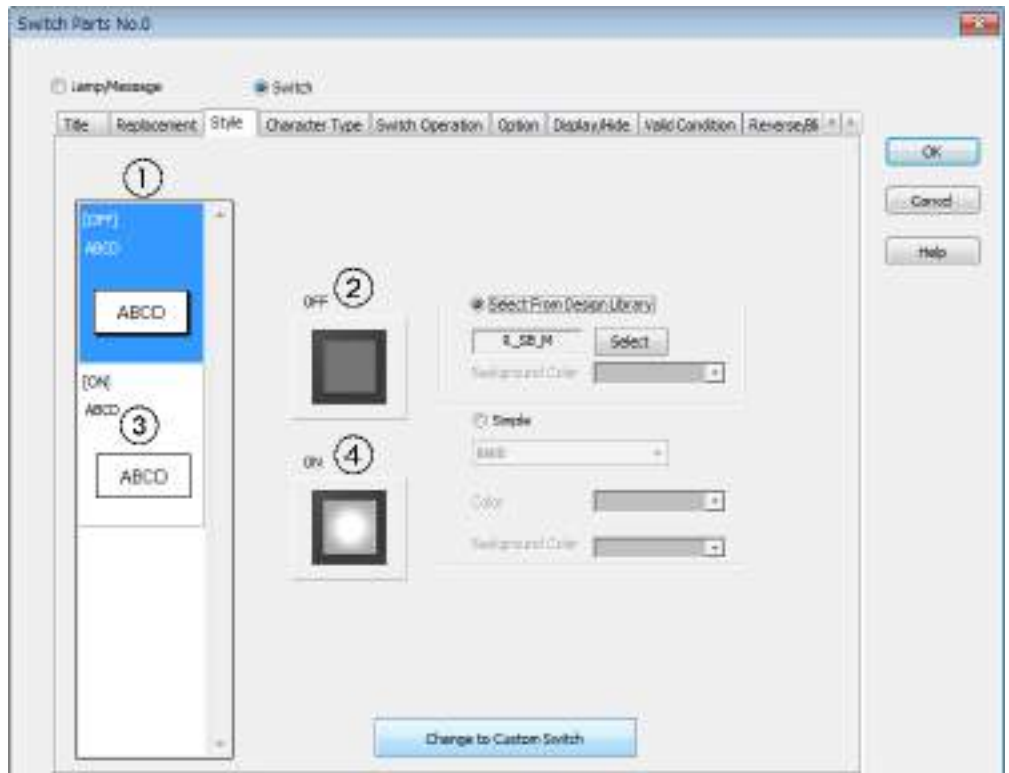 Switch Parts No.0
Lamp/Message Switch
Title Replacement Style Character Type Switch Operation Option Display/Hide Valid Condition Reverse/Bli
OK
1
Cancel
[OFF]
ABCD
Help
OFF 2
Select From Design Library
ABCD
Select
Background Color
[ON]
ABCD
3
Simple
ON 4
ABCD
Color
Background Color
Change to Custom Switch